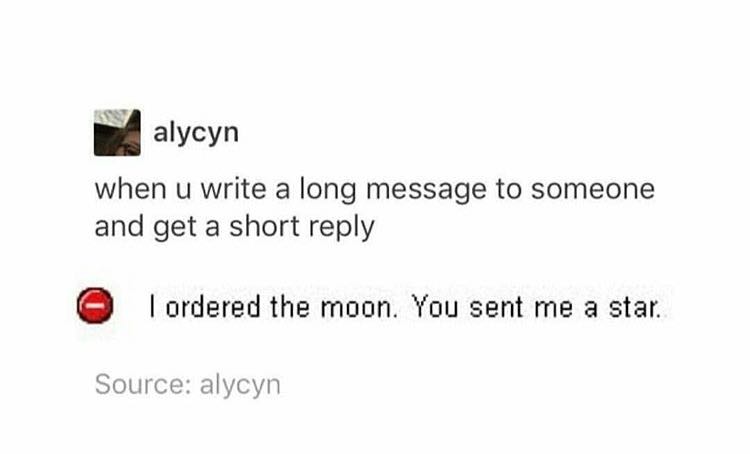 alycyn
when u write a long message to someone
and get a short reply
I ordered the moon. You sent me a star.
Source: alycyn